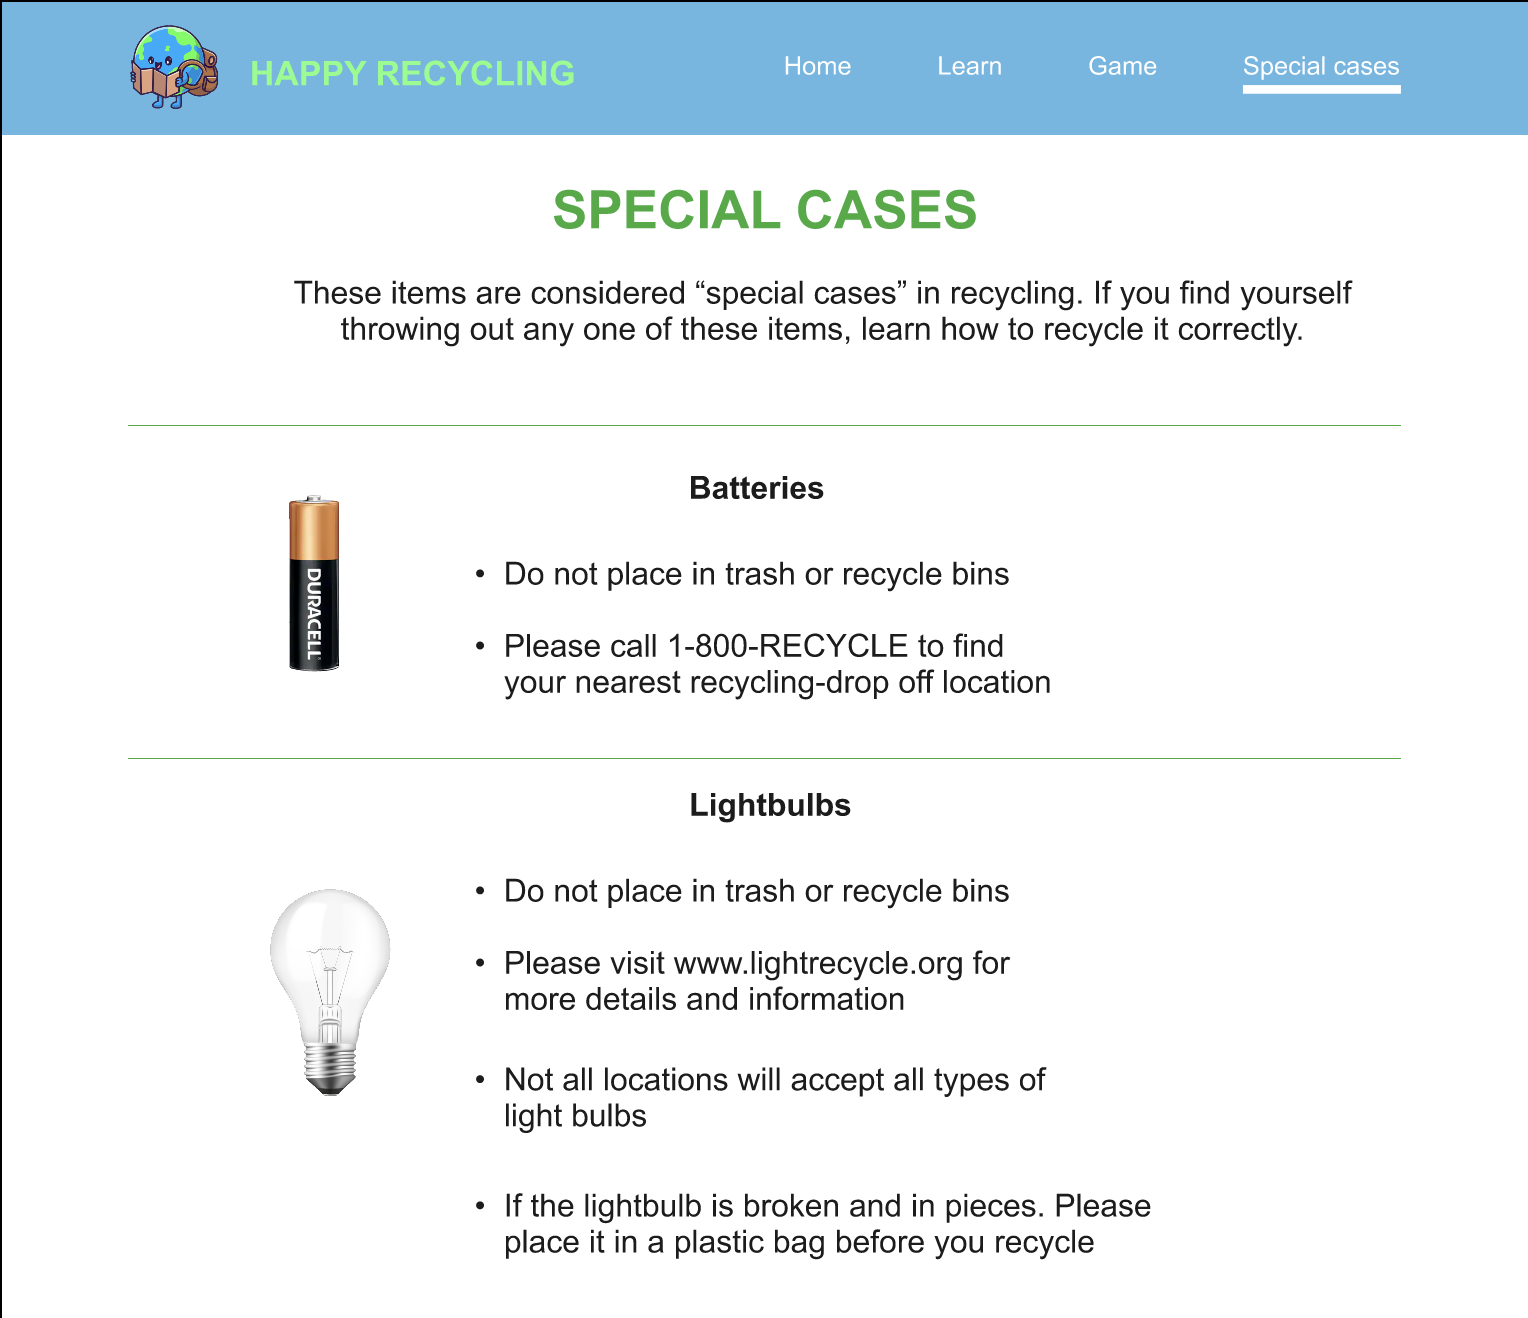 HAPPY RECYCLING
Home
Learn
Game
Special cases
SPECIAL CASES
These items are considered “special cases” in recycling. If you find yourself
throwing out any one of these items, learn how to recycle it correctly.
Batteries
DURACELL
• Do not place in trash or recycle bins
• Please call 1-800-RECYCLE to find
your nearest recycling-drop off location
Lightbulbs
• Do not place in trash or recycle bins
• Please visit www.lightrecycle.org for
more details and information
• Not all locations will accept all types of
light bulbs
• If the lightbulb is broken and in pieces. Please
place it in a plastic bag before you recycle